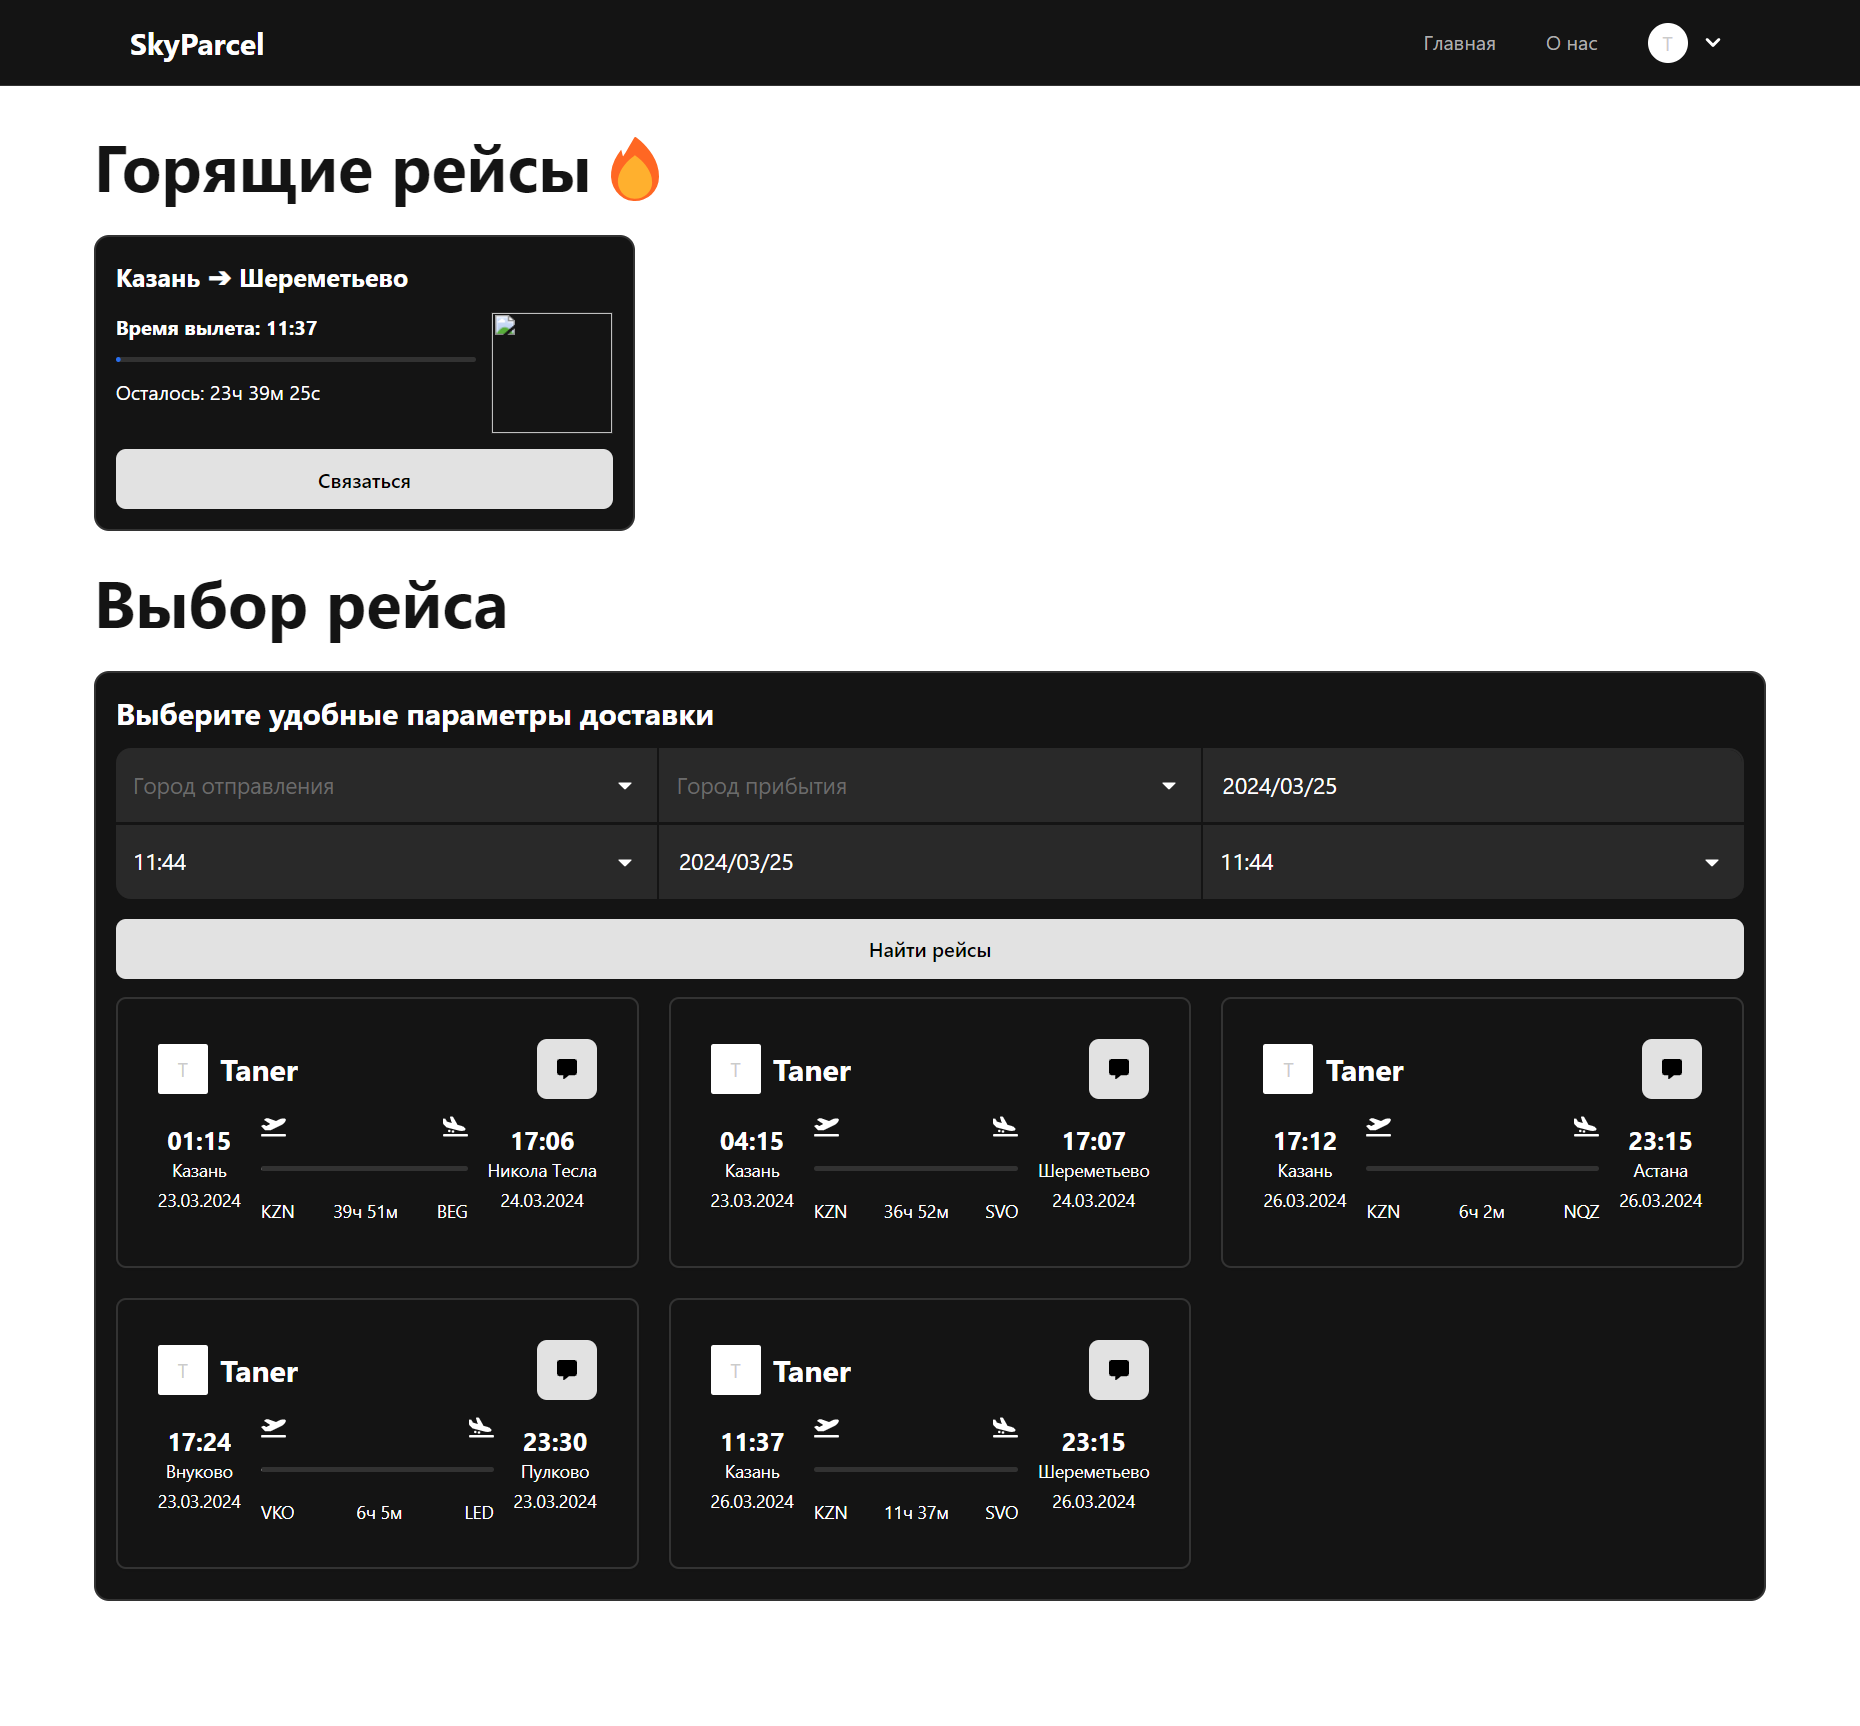 SkyParcel
Главная
О нас
T
Горящие рейсы
Казань ➔ Шереметьево
Время вылета: 11:37
Осталось: 23ч 39м 25с
Связаться
Выбор рейса
Выберите удобные параметры доставки
Город отправления
Город прибытия
2024/03/25
11:44
2024/03/25
11:44
Найти рейсы
T
Taner
01:15
Казань
23.03.2024
KZN
39ч 51м
BEG
17:06
Никола Тесла
24.03.2024
T
Taner
04:15
Казань
23.03.2024
KZN
36ч 52м
SVO
17:07
Шереметьево
24.03.2024
T
Taner
17:12
Казань
26.03.2024
KZN
6ч 2м
NQZ
23:15
Астана
26.03.2024
T
Taner
17:24
Внуково
23.03.2024
VKO
6ч 5м
LED
23:30
Пулково
23.03.2024
T
Taner
11:37
Казань
26.03.2024
KZN
11ч 37м
SVO
23:15
Шереметьево
26.03.2024